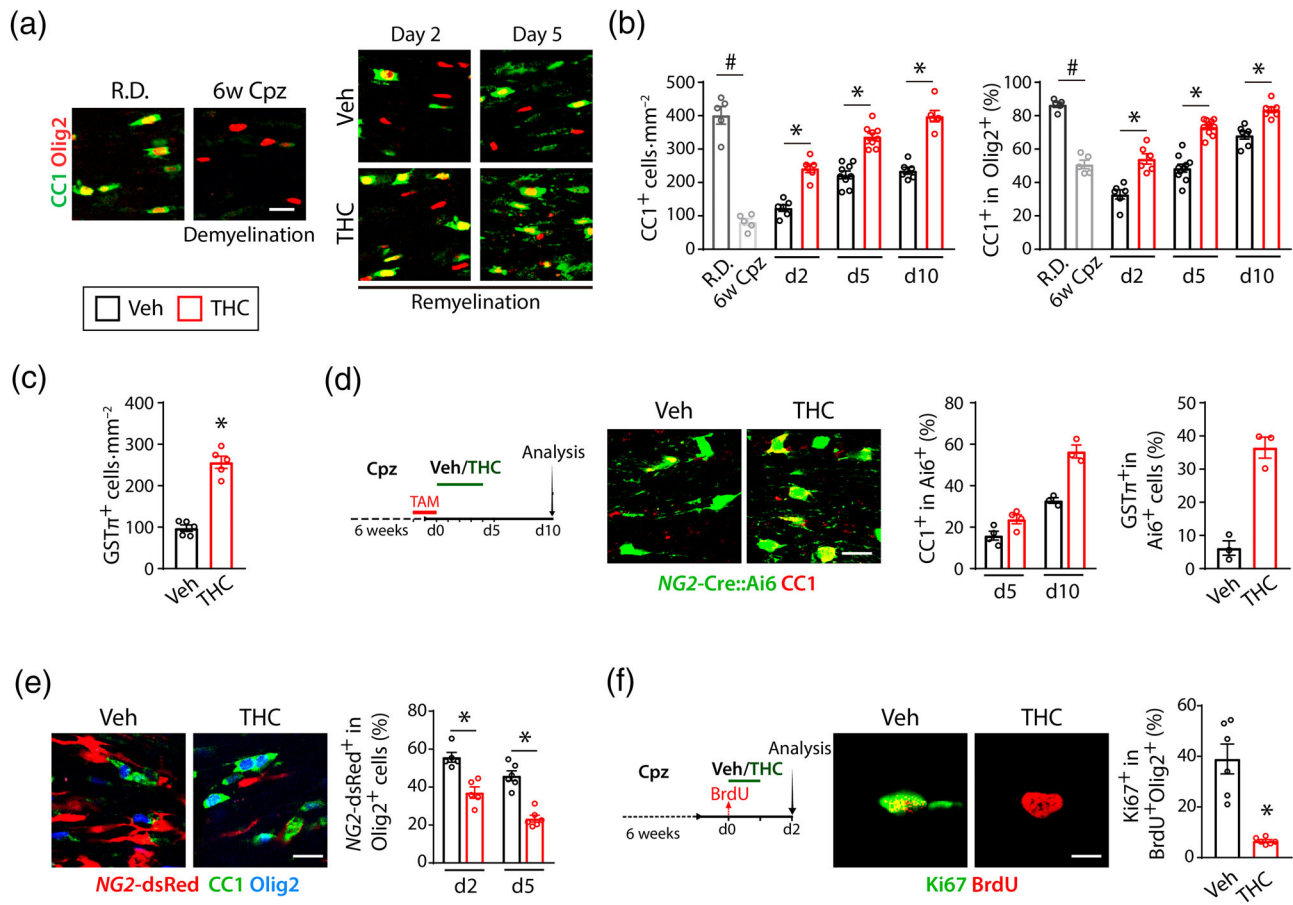 (a)
R.D.
6w Cpz
CC1 Olig2
Demyelination
Day 2
Day 5
Veh
THC
Remyelination
Veh
THC
(b)
CC1+ cells·mm−2
500
400
300
200
100
0
#
*
*
*
R.D.
6w Cpz
d2
d5
d10
CC1+ in Olig2+ (%)
100
80
60
40
20
0
#
*
*
*
R.D.
6w Cpz
d2
d5
d10
(c)
GSTπ+ cells·mm−2
400
300
200
100
0
*
Veh
THC
(d)
Cpz
Veh/THC
Analysis
TAM
6 weeks
d0
d5
d10
Veh
THC
NG2-Cre::Ai6 CC1
CC1+ in Ai6+ (%)
80
60
40
20
0
d5
d10
GSTπ+in
Ai6+ cells (%)
50
40
30
20
10
0
Veh
THC
(e)
Veh
THC
NG2-dsRed CC1 Olig2
NG2-dsRed+ in
Olig2+ cells (%)
80
60
40
20
0
*
*
d2
d5
(f)
Cpz
Veh/THC
Analysis
BrdU
6 weeks
d0
d2
Veh
THC
Ki67 BrdU
Ki67+ in
BrdU+Olig2+ (%)
60
40
20
0
*
Veh
THC